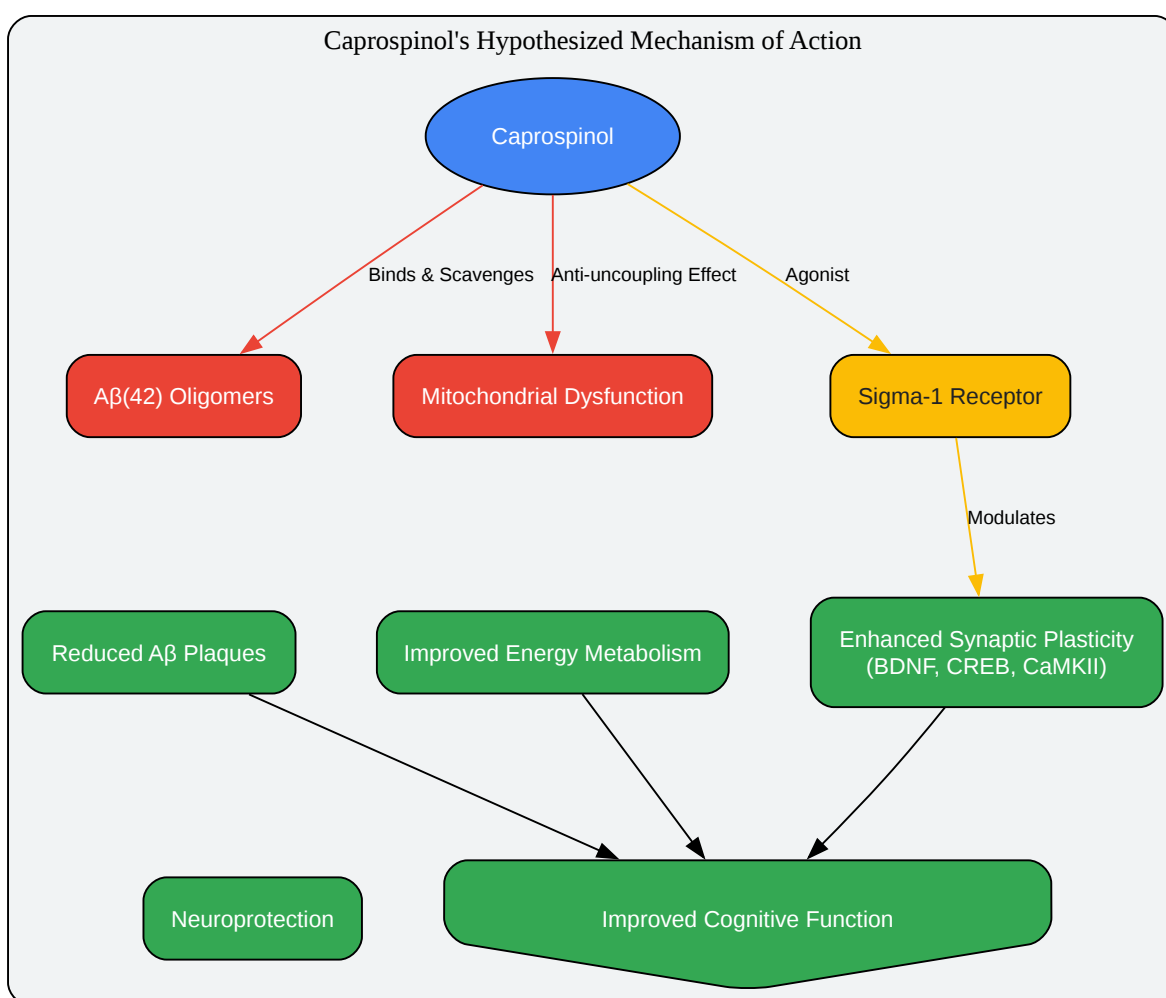 Caprospinol's Hypothesized Mechanism of Action
Caprospinol
Binds & Scavenges
Anti-uncoupling Effect
Agonist
Aβ(42) Oligomers
Mitochondrial Dysfunction
Sigma-1 Receptor
Modulates
Reduced Aβ Plaques
Improved Energy Metabolism
Enhanced Synaptic Plasticity
(BDNF, CREB, CaMKII)
Neuroprotection
Improved Cognitive Function